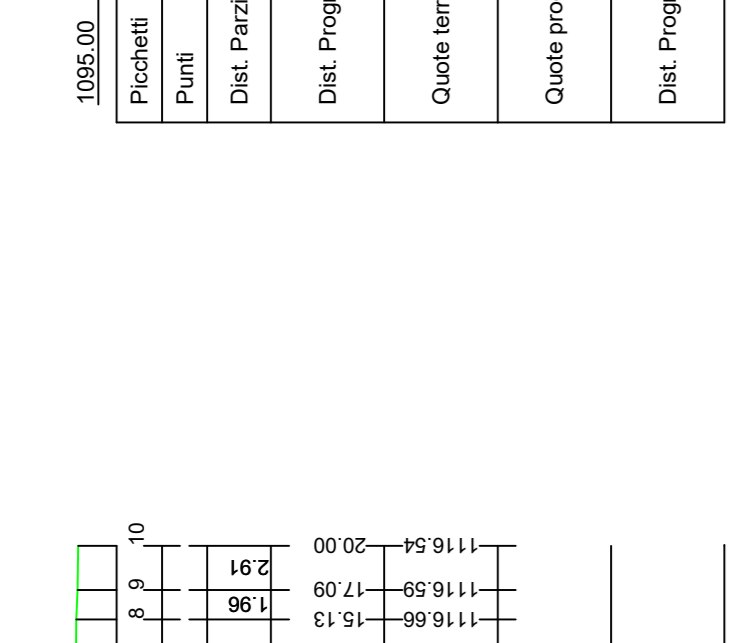 1095.00
Picchetti
Punti
Dist. Parzi
Dist. Progr
Quote terr
Quote pro
Dist. Progr
10
2.91
20.00
1116.54
9
1.96
17.09
1116.59
8
15.13
1116.66